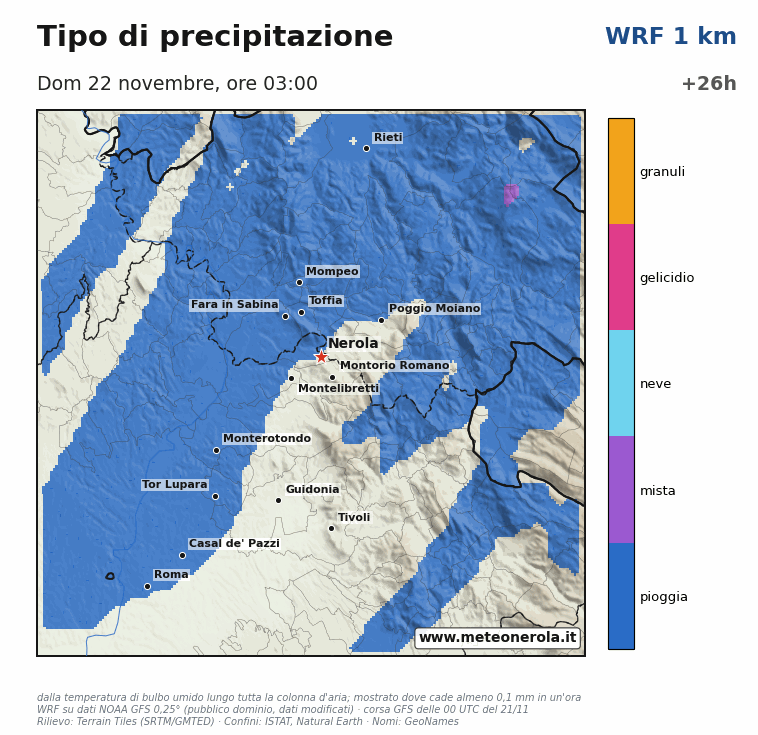 Tipo di precipitazione
WRF 1 km
Dom 22 novembre, ore 03:00
+26h
Rieti
Mompeo
Toffia
Fara in Sabina
Poggio Moiano
Nerola
Montorio Romano
Montelibretti
Monterotondo
Tor Lupara
Guidonia
Tivoli
Casal de' Pazzi
Roma
www.meteonerola.it
granuli
gelicidio
neve
mista
pioggia
dalla temperatura di bulbo umido lungo tutta la colonna d'aria; mostrato dove cade almeno 0,1 mm in un'ora
WRF su dati NOAA GFS 0,25° (pubblico dominio, dati modificati) · corsa GFS delle 00 UTC del 21/11
Rilievo: Terrain Tiles (SRTM/GMTED) · Confini: ISTAT, Natural Earth · Nomi: GeoNames